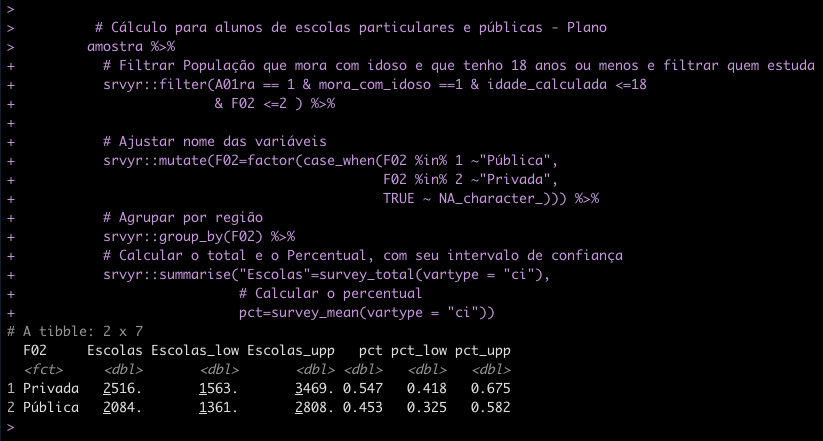 >
>          # Cálculo para alunos de escolas particulares e públicas - Plano
>         amostra %>%
+           # Filtrar População que mora com idoso e que tenho 18 anos ou menos e filtrar quem estuda
+           srvyr::filter(A01ra == 1 & mora_com_idoso ==1 & idade_calculada <=18
+                         & F02 <=2 ) %>%
+
+           # Ajustar nome das variáveis
+           srvyr::mutate(F02=factor(case_when(F02 %in% 1 ~"Pública",
+                                              F02 %in% 2 ~"Privada",
+                                              TRUE ~ NA_character_))) %>%
+           # Agrupar por região
+           srvyr::group_by(F02) %>%
+           # Calcular o total e o Percentual, com seu intervalo de confiança
+           srvyr::summarise("Escolas"=survey_total(vartype = "ci"),
+                            # Calcular o percentual
+                            pct=survey_mean(vartype = "ci"))
# A tibble: 2 x 7
  F02     Escolas Escolas_low Escolas_upp   pct pct_low pct_upp
  <fct>     <dbl>       <dbl>       <dbl> <dbl>   <dbl>   <dbl>
1 Privada   2516.       1563.       3469. 0.547   0.418   0.675
2 Pública   2084.       1361.       2808. 0.453   0.325   0.582
>